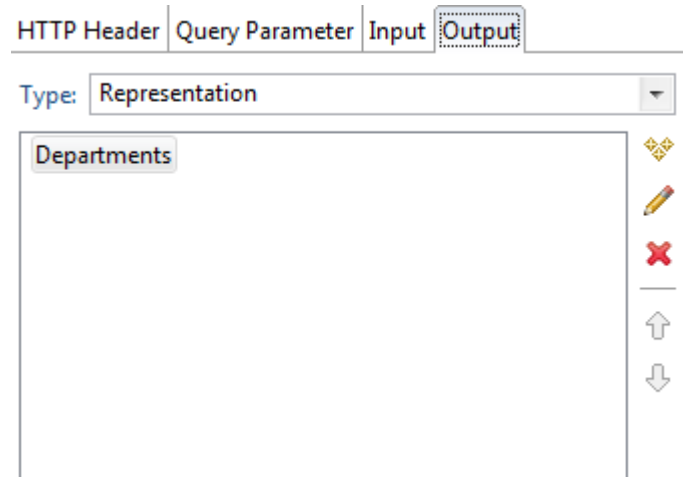 HTTP Header Query Parameter Input Output
Type: Representation
Departments